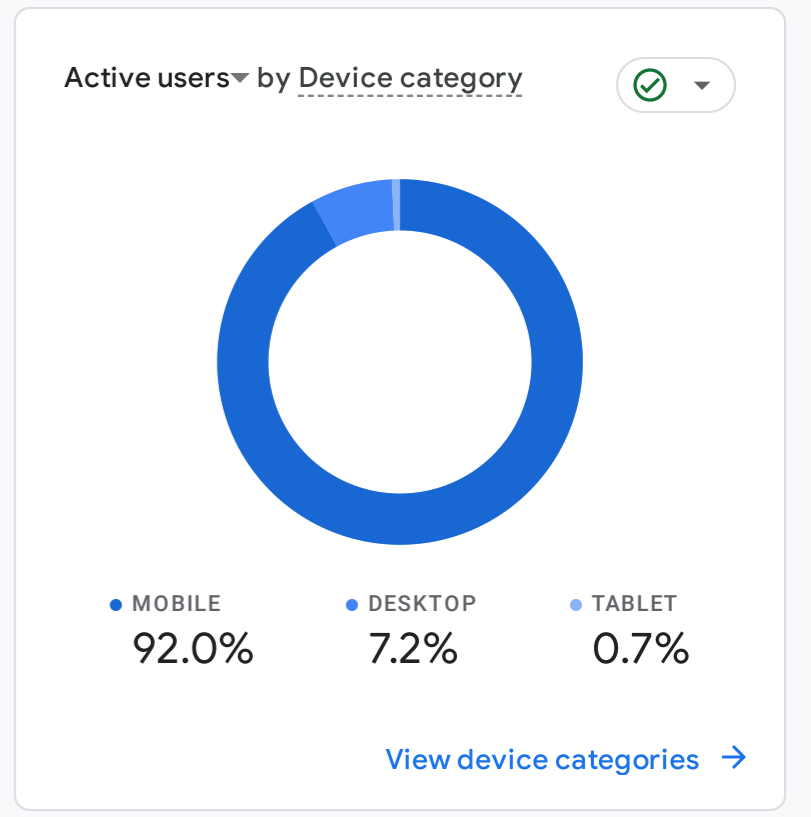 Active users by Device category
MOBILE DESKTOP TABLET
92.0% 7.2% 0.7%
View device categories